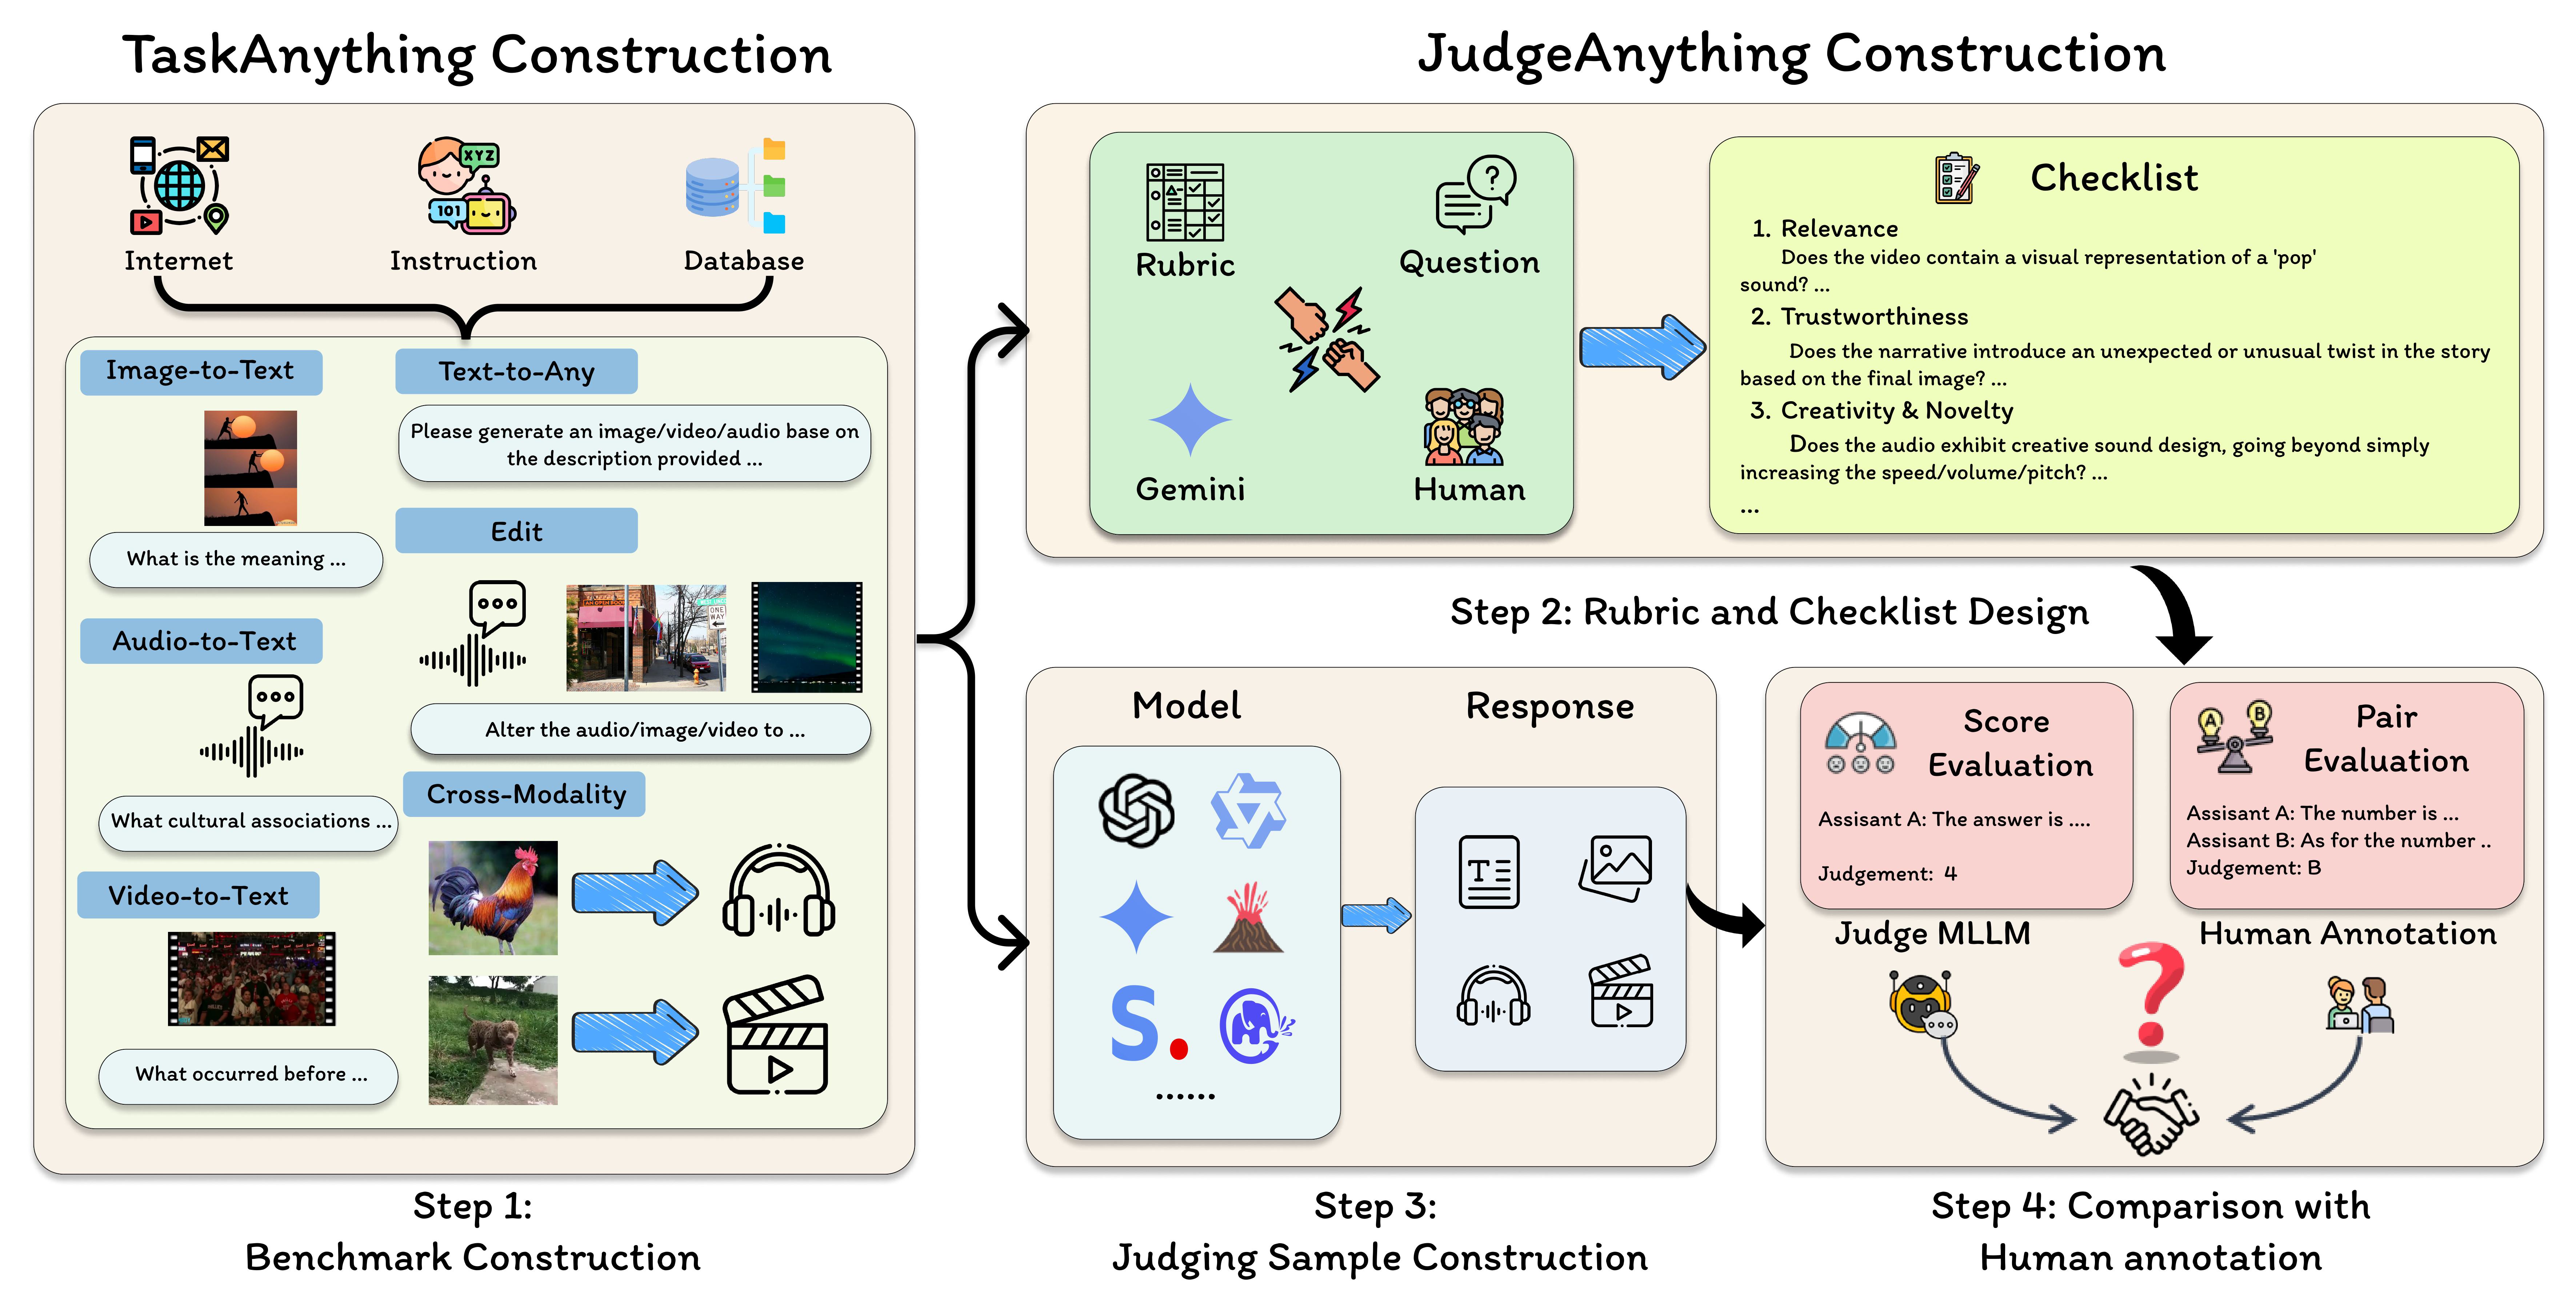 TaskAnything Construction
XYZ
101
Internet
Instruction
Database
Image-to-Text
What is the meaning ...
Audio-to-Text
What cultural associations ...
Video-to-Text
What occurred before ...
Text-to-Any
Please generate an image/video/audio base on
the description provided ...
Edit
AN OPEN BOOK
ONE
WAY
Alter the audio/image/video to ...
Cross-Modality
Step 1:
Benchmark Construction
JudgeAnything Construction
Rubric
Question
?
Gemini
Human
Checklist
1. Relevance
Does the video contain a visual representation of a 'pop'
sound? ...
2. Trustworthiness
Does the narrative introduce an unexpected or unusual twist in the story
based on the final image? ...
3. Creativity & Novelty
Does the audio exhibit creative sound design, going beyond simply
increasing the speed/volume/pitch? ...
...
Step 2: Rubric and Checklist Design
Model
S.
......
Response
T
Step 3:
Judging Sample Construction
Score
Evaluation
Assisant A: The answer is ....
Judgement: 4
A B
Pair
Evaluation
Assisant A: The number is ...
Assisant B: As for the number ..
Judgement: B
Judge MLLM
Human Annotation
?
Step 4: Comparison with
Human annotation